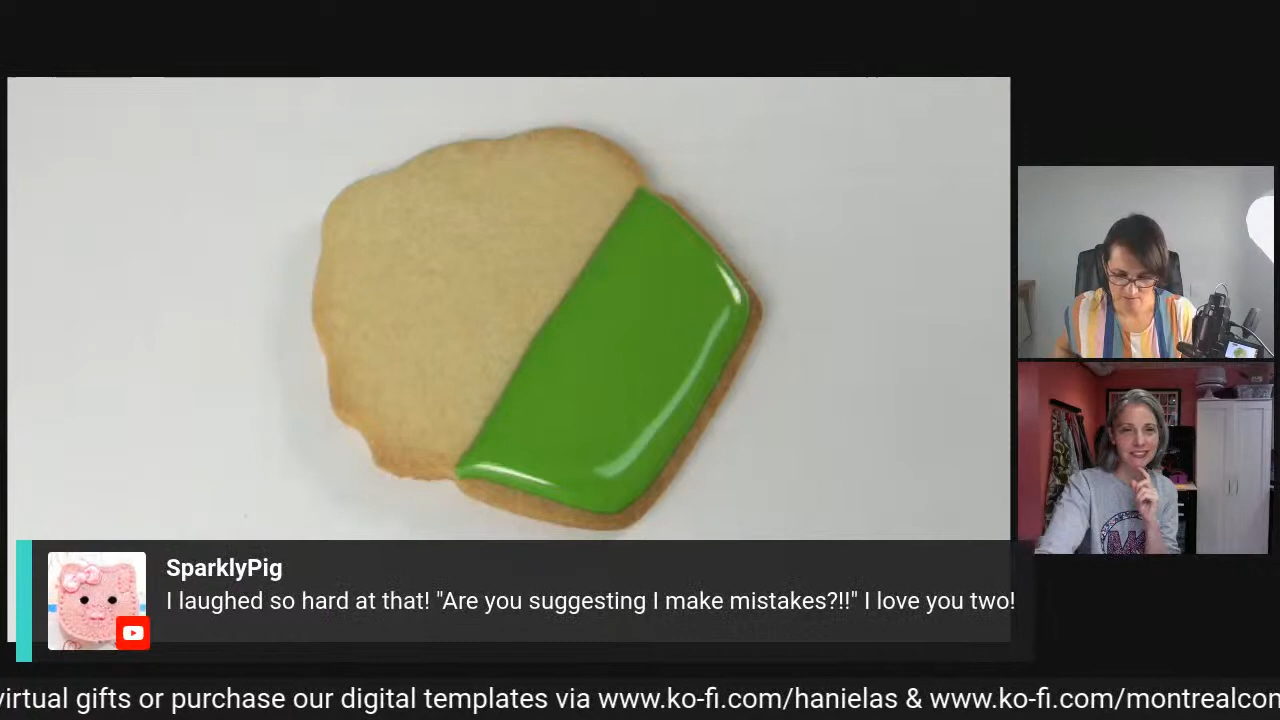 SparklyPig
I laughed so hard at that! "Are you suggesting I make mistakes?!!" I love you two!
virtual gifts or purchase our digital templates via www.ko-fi.com/hanielas & www.ko-fi.com/montrealcon